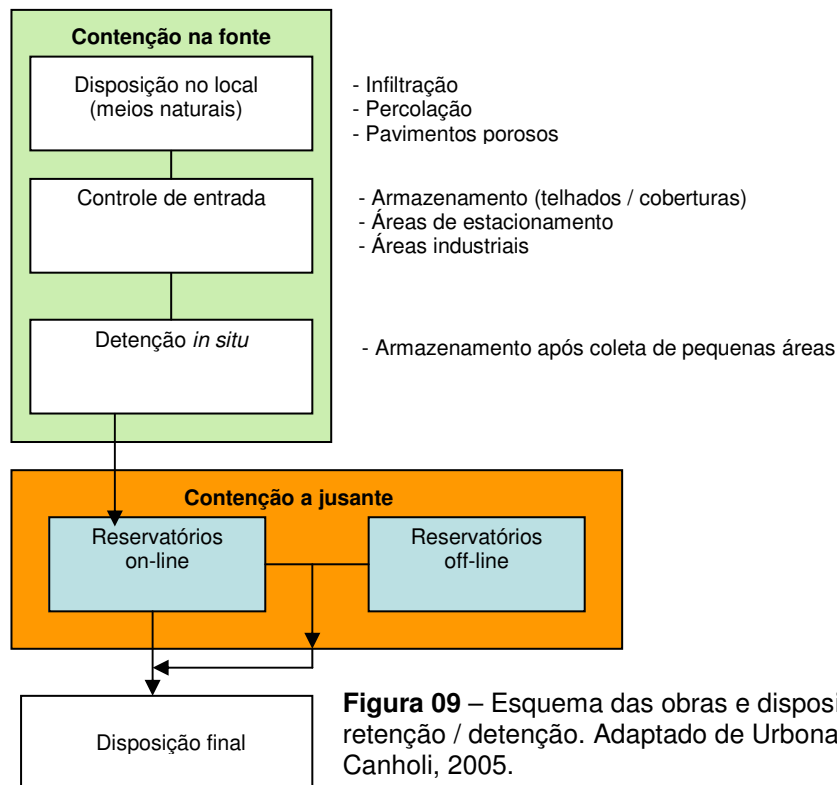 Contenção na fonte
Disposição no local
(meios naturais)
- Infiltração
- Percolação
- Pavimentos porosos
Controle de entrada
- Armazenamento (telhados / coberturas)
- Áreas de estacionamento
- Áreas industriais
Detenção in situ
- Armazenamento após coleta de pequenas áreas
Contenção a jusante
Reservatórios
on-line
Reservatórios
off-line
Disposição final
Figura 09 – Esquema das obras e
retenção / detenção. Adaptado de
Canholi, 2005.